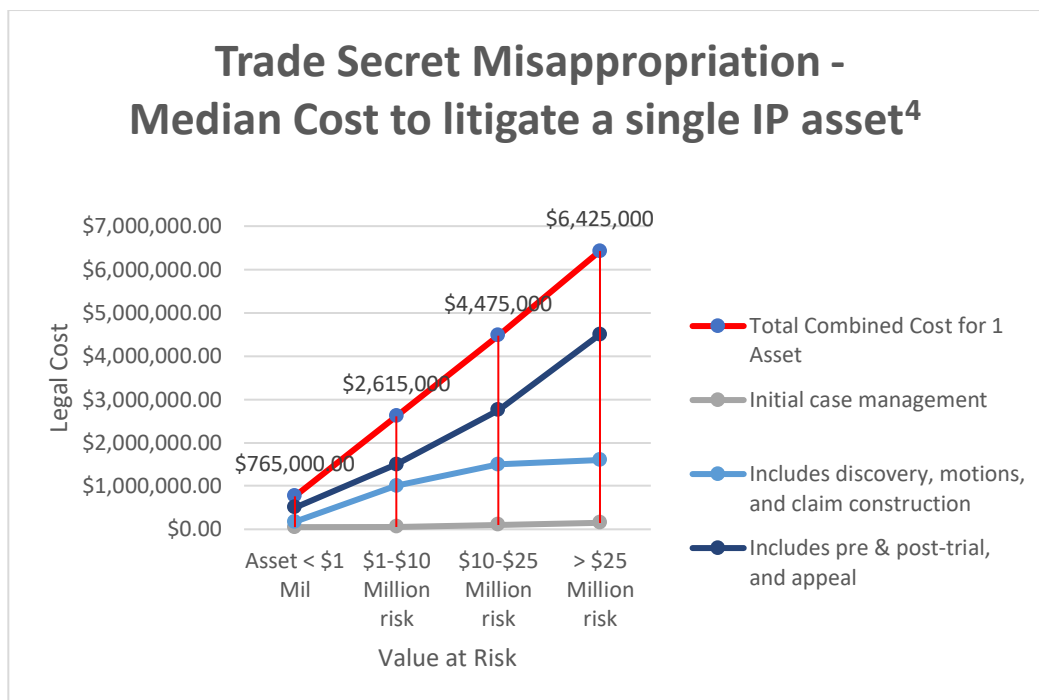 Trade Secret Misappropriation -
Median Cost to litigate a single IP asset⁴
$7,000,000.00
$6,000,000.00
$5,000,000.00
$4,000,000.00
$3,000,000.00
$2,000,000.00
$1,000,000.00
$0.00
Legal Cost
$765,000.00
$2,615,000
$4,475,000
$6,425,000
Asset < $1
Mil
$1-$10
Million
risk
$10-$25
Million
risk
> $25
Million
risk
Value at Risk
Total Combined Cost for 1
Asset
Initial case management
Includes discovery, motions,
and claim construction
Includes pre & post-trial,
and appeal